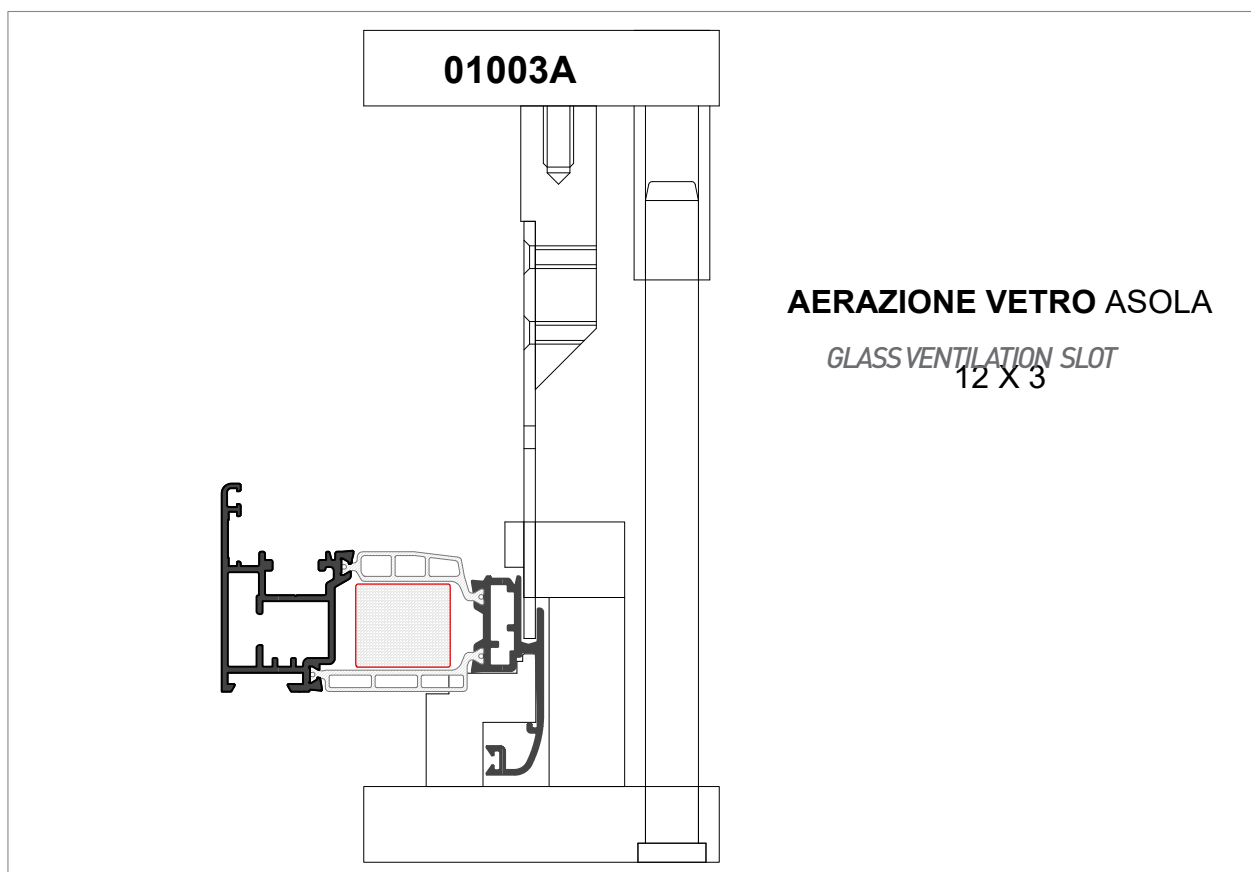 01003A
AERAZIONE VETRO ASOLA
GLASS VENTILATION SLOT
12 X 3